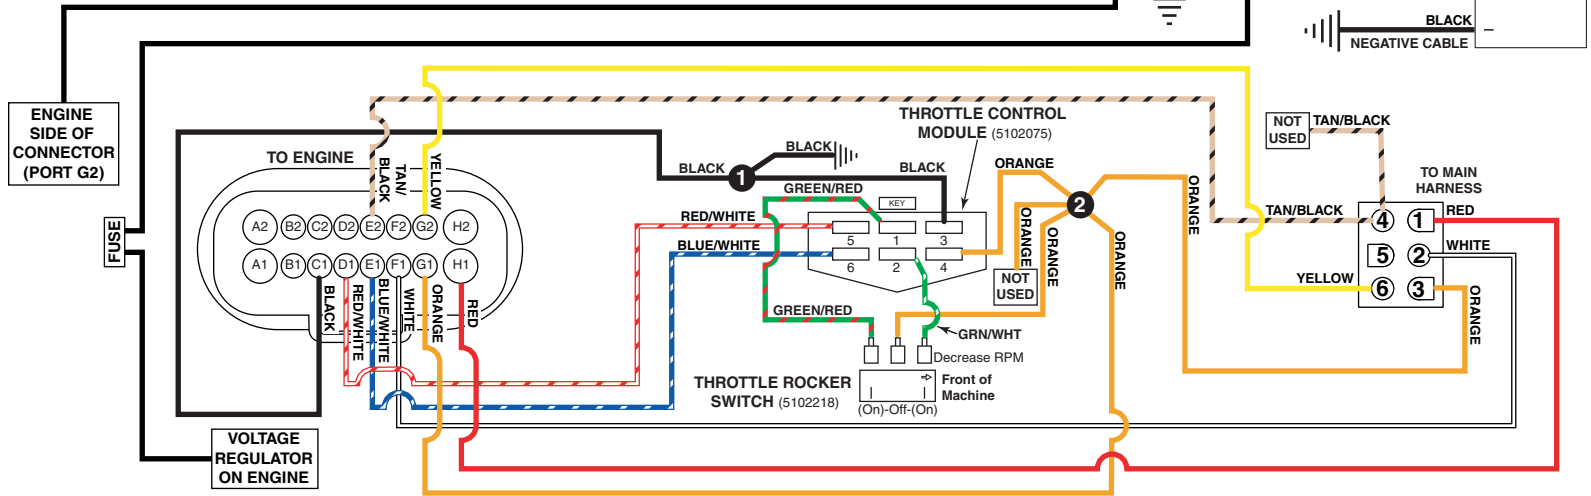 BLACK
NEGATIVE CABLE
–
ENGINE
SIDE OF
CONNECTOR
(PORT G2)
FUSE
TO ENGINE
BLACK
TAN/
YELLOW
A2 B2 C2 D2 E2 F2 G2 H2
A1 B1 C1 D1 E1 F1 G1 H1
BLACK
RED/WHITE
BLUE/WHITE
WHITE
ORANGE
RED
VOLTAGE
REGULATOR
ON ENGINE
THROTTLE CONTROL
MODULE (5102075)
BLACK
1
BLACK
BLACK
GREEN/RED
KEY
RED/WHITE
BLUE/WHITE
5 1 3
6 2 4
ORANGE
2
ORANGE
ORANGE
ORANGE
ORANGE
NOT
USED
GREEN/RED
GRN/WHT
Decrease RPM
THROTTLE ROCKER
SWITCH (5102218)
Front of
Machine
(On)-Off-(On)
NOT
USED
TAN/BLACK
TO MAIN
HARNESS
TAN/BLACK
4 1
RED
5 2
WHITE
YELLOW
6 3
ORANGE